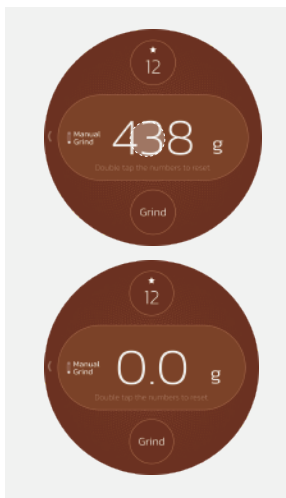 12
Manual
Grind
438 g
Double tap the numbers to reset
Grind
12
Manual
Grind
0.0 g
Double tap the numbers to reset
Grind